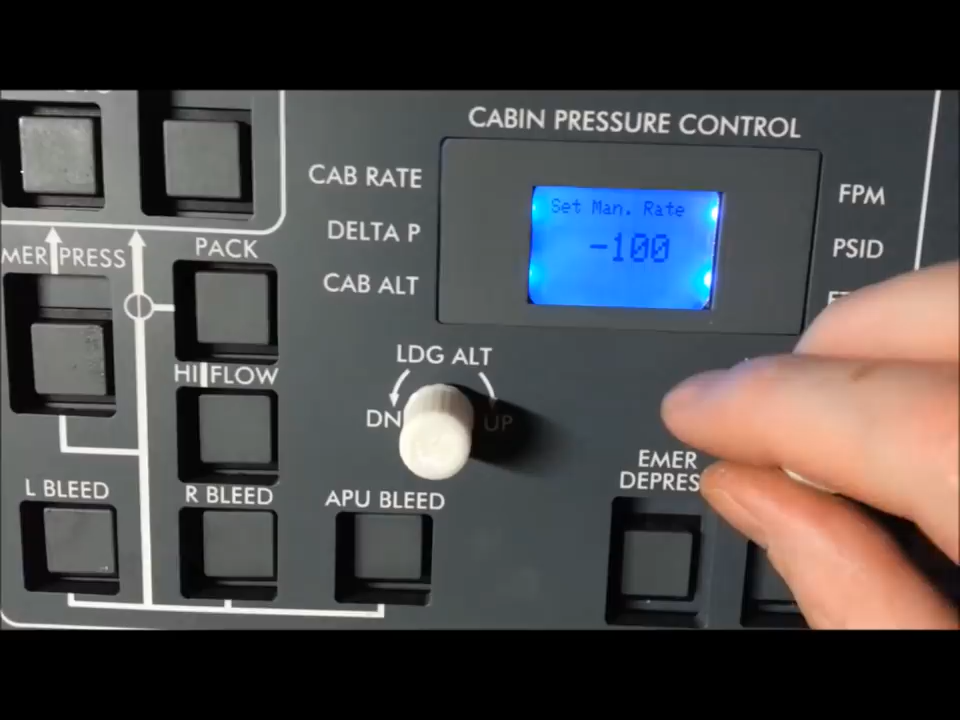 CABIN PRESSURE CONTROL
CAB RATE
FPM
Set Man. Rate
-100
DELTA P
PSID
CAB ALT
MER PRESS
PACK
HI FLOW
LDG ALT
DN
UP
L BLEED
R BLEED
APU BLEED
EMER
DEPRES